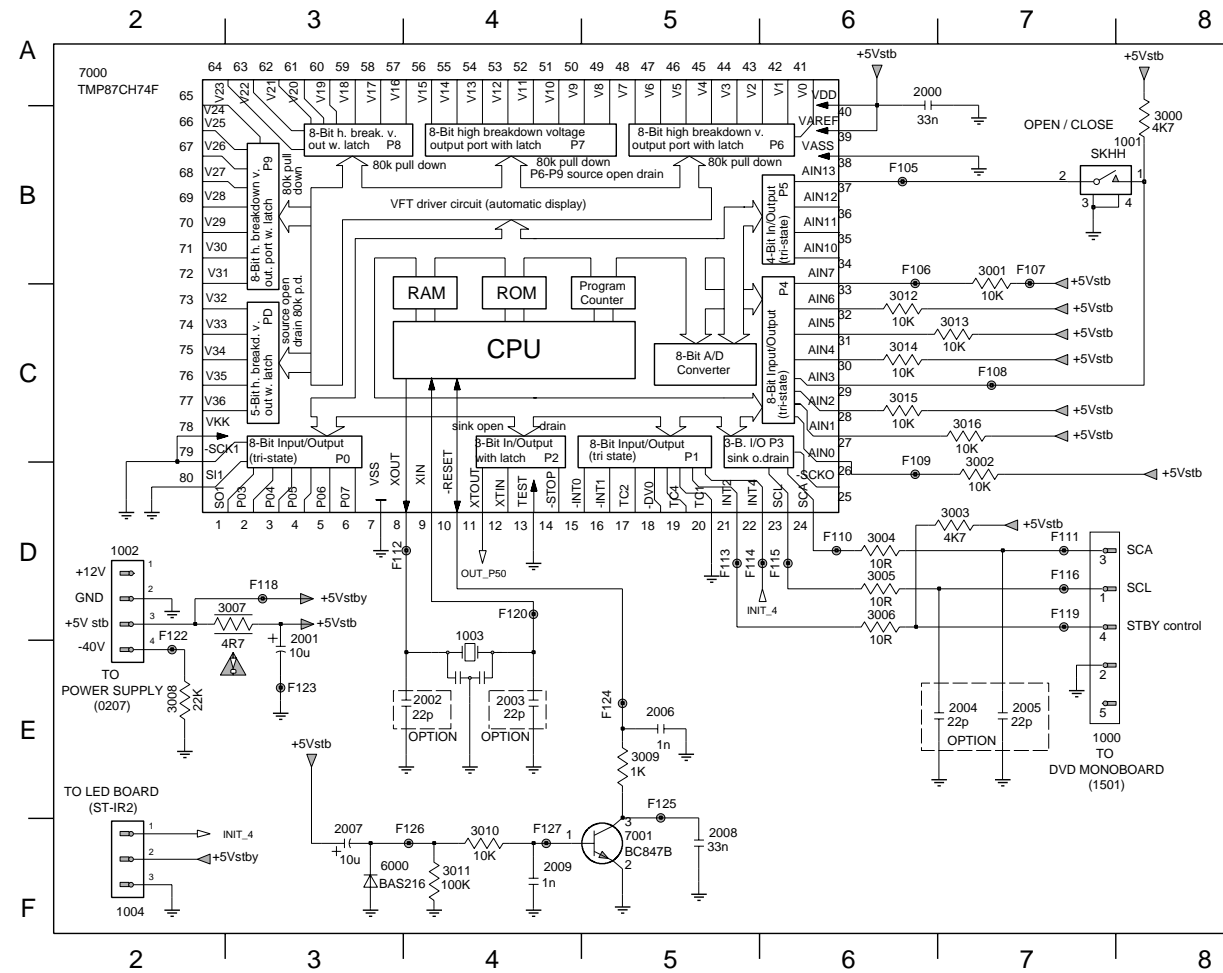 2 3 4 5 6 7 8
A
B
C
D
E
F
7000
TMP87CH74F
64 63 62 61 60 59 58 57 56 55 54 53 52 51 50 49 48 47 46 45 44 43 42 41
V23 V22 V21 V20 V19 V18 V17 V16 V15 V14 V13 V12 V11 V10 V9 V8 V7 V6 V5 V4 V3 V2 V1 V0
65 V24
66 V25
67 V26
68 V27
69 V28
70 V29
71 V30
72 V31
73 V32
74 V33
75 V34
76 V35
77 V36
78 VKK
79 -SCK1
80 SI1
8-Bit h. break. v.
out w. latch P8
8-Bit high breakdown voltage
output port with latch P7
8-Bit high breakdown v.
output port with latch P6
80k pull down
80k pull down
80k pull down
P6-P9 source open drain
VFT driver circuit (automatic display)
8-Bit h. breakdown v. P9
out. port w. latch
80k pull
down
5-Bit h. breakd. v. PD
out w. latch
source open
drain 80k p.d.
RAM
ROM
Program
Counter
CPU
8-Bit A/D
Converter
4-Bit In/Output P5
(tri-state)
8-Bit Input/Output P4
(tri-state)
sink open drain
8-Bit Input/Output
(tri-state) P0
3-Bit In/Output
with latch P2
8-Bit Input/Output
(tri state) P1
3-B. I/O P3
sink o.drain
VDD 40
VAREF 39
VASS 38
AIN13 37
AIN12 36
AIN11 35
AIN10 34
AIN7 33
AIN6 32
AIN5 31
AIN4 30
AIN3 29
AIN2 28
AIN1 27
AIN0 26
-SCKO 25
SO1 P03 P04 P05 P06 P07 VSS XOUT XIN -RESET XTOUT XTIN TEST -STOP -INT0 -INT1 TC2 -DV0 TC4 TC1 INT2 INT4 SCL SCA
1 2 3 4 5 6 7 8 9 10 11 12 13 14 15 16 17 18 19 20 21 22 23 24
+5Vstb
2000
33n
+5Vstb
3000
4K7
OPEN / CLOSE
1001
SKHH
2 1
3 4
F105
F106 3001 F107 +5Vstb
10K
3012 +5Vstb
10K
3013 +5Vstb
10K
3014 +5Vstb
10K
F108
3015 +5Vstb
10K
3016 +5Vstb
10K
F109 3002 +5Vstb
10K
3003 +5Vstb
4K7
F110 3004 F111
10R
3005 F116
10R
3006 F119
10R
3 SCA
1 SCL
4 STBY control
2
5
1000
TO
DVD MONOBOARD
(1501)
2004
22p
2005
22p
OPTION
F112
F113
F114
F115
OUT_P50
INIT_4
F120
1003
2002
22p
OPTION
2003
22p
OPTION
1002
+12V 1
GND 2
+5V stb 3
-40V 4
TO
POWER SUPPLY
(0207)
F118 +5Vstby
3007 +5Vstb
4R7
F122
3008
22K
+ 2001
10u
F123
F124
2006
1n
3009
1K
F125
+5Vstb
2007
+ 10u
F126
6000
BAS216
3010
10K
3011
100K
F127
2009
1n
1
3
2
7001
BC847B
2008
33n
TO LED BOARD
(ST-IR2)
1 INIT_4
2 +5Vstby
3
1004
2 3 4 5 6 7 8